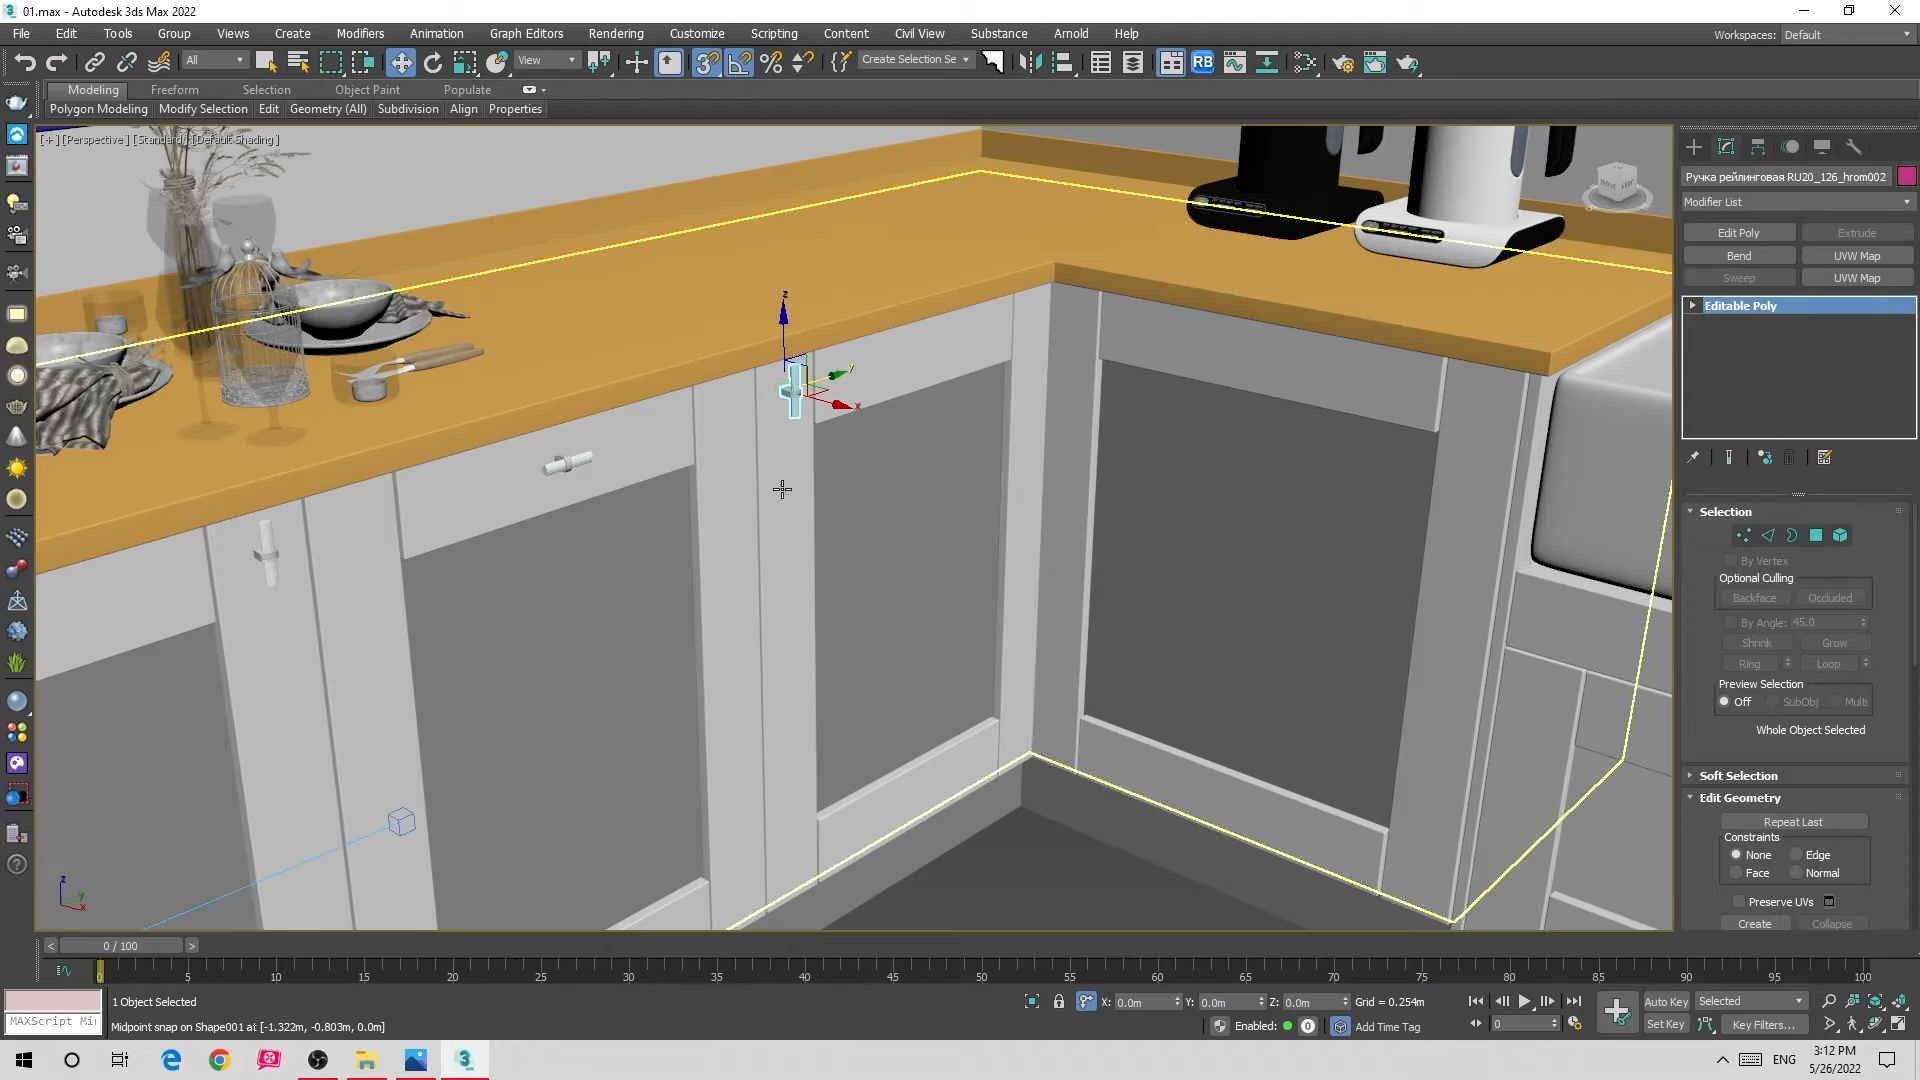 01.max - Autodesk 3ds Max 2022
File Edit Tools Group Views Create Modifiers Animation Graph Editors Rendering Customize Scripting Content Civil View Substance Arnold Help
Workspaces: Default
All View Create Selection Se RB
Modeling Freeform Selection Object Paint Populate
Polygon Modeling Modify Selection Edit Geometry (All) Subdivision Align Properties
[+] [Perspective] [Standard] [Default Shading]
Ручка рейлинговая RU20_126_hrom002
Modifier List
Edit Poly Extrude
Bend UVW Map
Sweep UVW Map
Editable Poly
z
y
x
Selection
By Vertex
Optional Culling
Backface Occluded
By Angle: 45.0
Shrink Grow
Ring Loop
Preview Selection
Off SubObj Multi
Whole Object Selected
Soft Selection
Edit Geometry
Repeat Last
Constraints
None Edge
Face Normal
Preserve UVs
Create Collapse
z
y
x
< 0 / 100 >
0 5 10 15 20 25 30 35 40 45 50 55 60 65 70 75 80 85 90 95 100
1 Object Selected
X: 0.0m Y: 0.0m Z: 0.0m Grid = 0.254m
Auto Key Selected
MAXScript Mi
Midpoint snap on Shape001 at [-1.322m, -0.803m, 0.0m]
Enabled: 0 Add Time Tag
0
Set Key Key Filters...
ENG
3:12 PM
5/26/2022